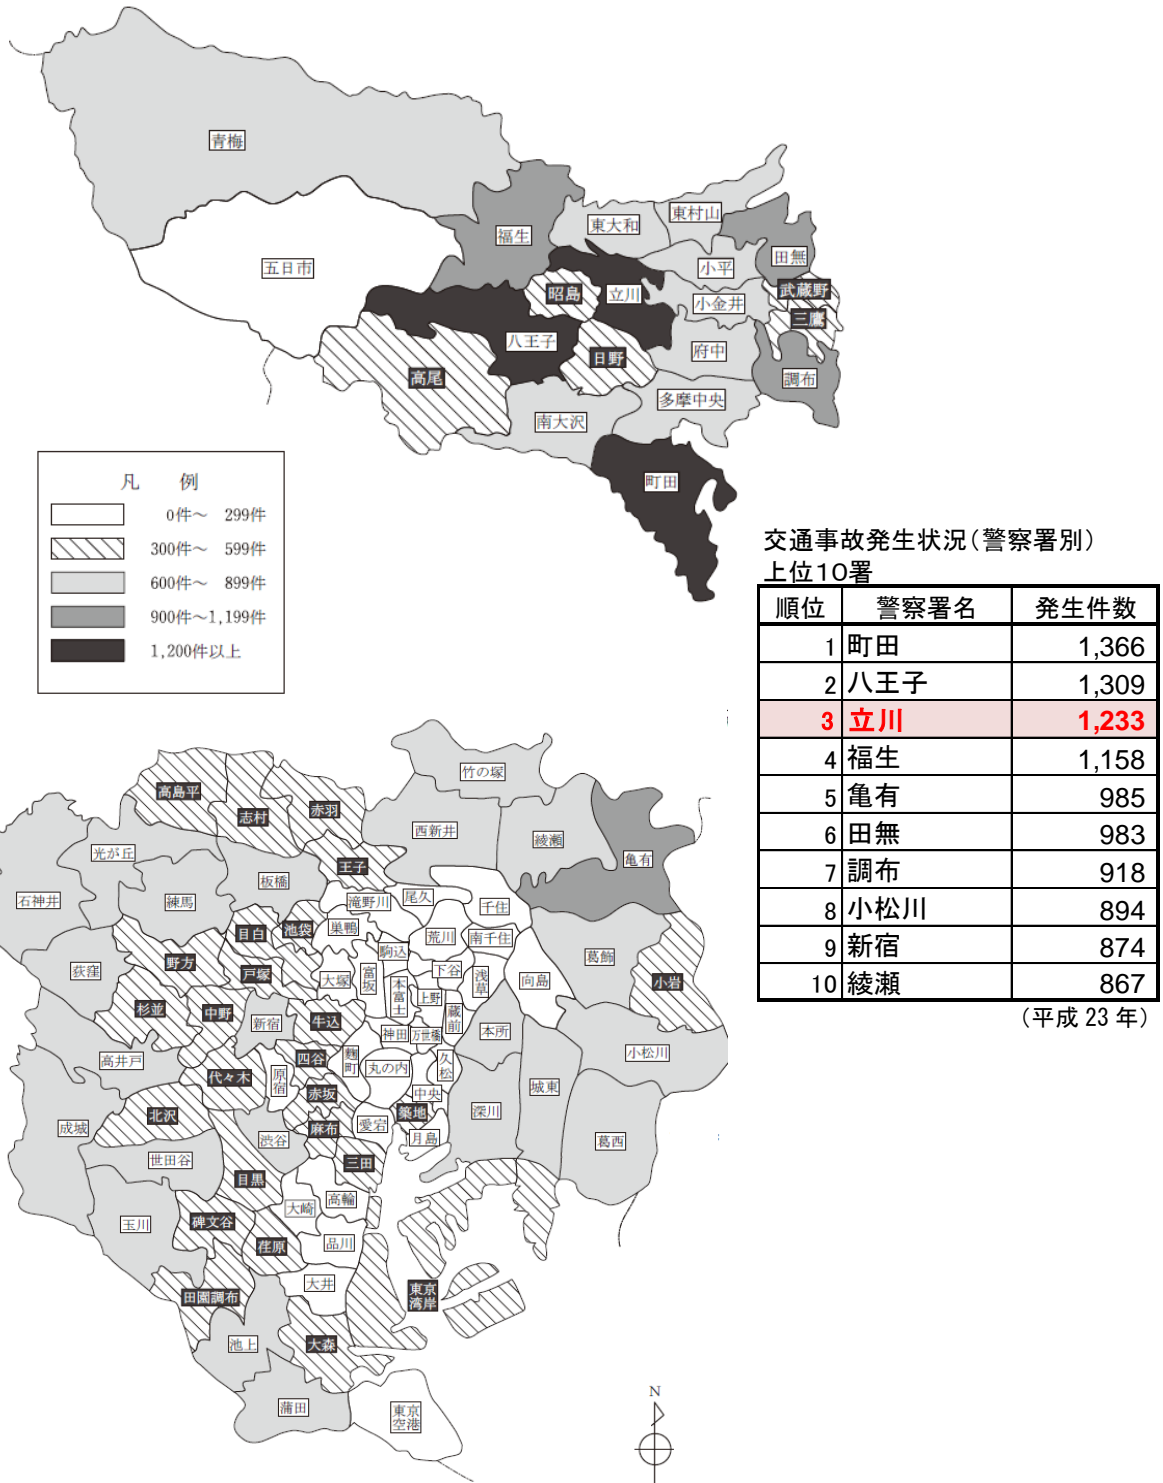 青梅
五日市
福生
東大和
東村山
田無
小平
武蔵野
昭島
立川
小金井
三鷹
八王子
日野
府中
高尾
調布
多摩中央
南大沢
町田
凡 例
0件～ 299件
300件～ 599件
600件～ 899件
900件～1,199件
1,200件以上
交通事故発生状況（警察署別）
上位10署
順位 警察署名 発生件数
1 町田 1,366
2 八王子 1,309
3 立川 1,233
4 福生 1,158
5 亀有 985
6 田無 983
7 調布 918
8 小松川 894
9 新宿 874
10 綾瀬 867
（平成 23 年）
竹の塚
高島平
志村
赤羽
西新井
綾瀬
亀有
光が丘
王子
板橋
石神井
練馬
滝野川
尾久
千住
目白
池袋
巣鴨
荒川
南千住
駒込
葛飾
野方
戸塚
大塚
富坂
本富士
下谷
浅草
向島
小岩
荻窪
上野
杉並
中野
新宿
牛込
蔵前
本所
神田
万世橋
高井戸
四谷
麹町
丸の内
久松
小松川
代々木
原宿
赤坂
中央
城東
北沢
築地
深川
成城
渋谷
麻布
愛宕
月島
葛西
世田谷
三田
目黒
高輪
大崎
玉川
碑文谷
荏原
品川
大井
東京
湾岸
田園調布
池上
大森
蒲田
東京
空港
N